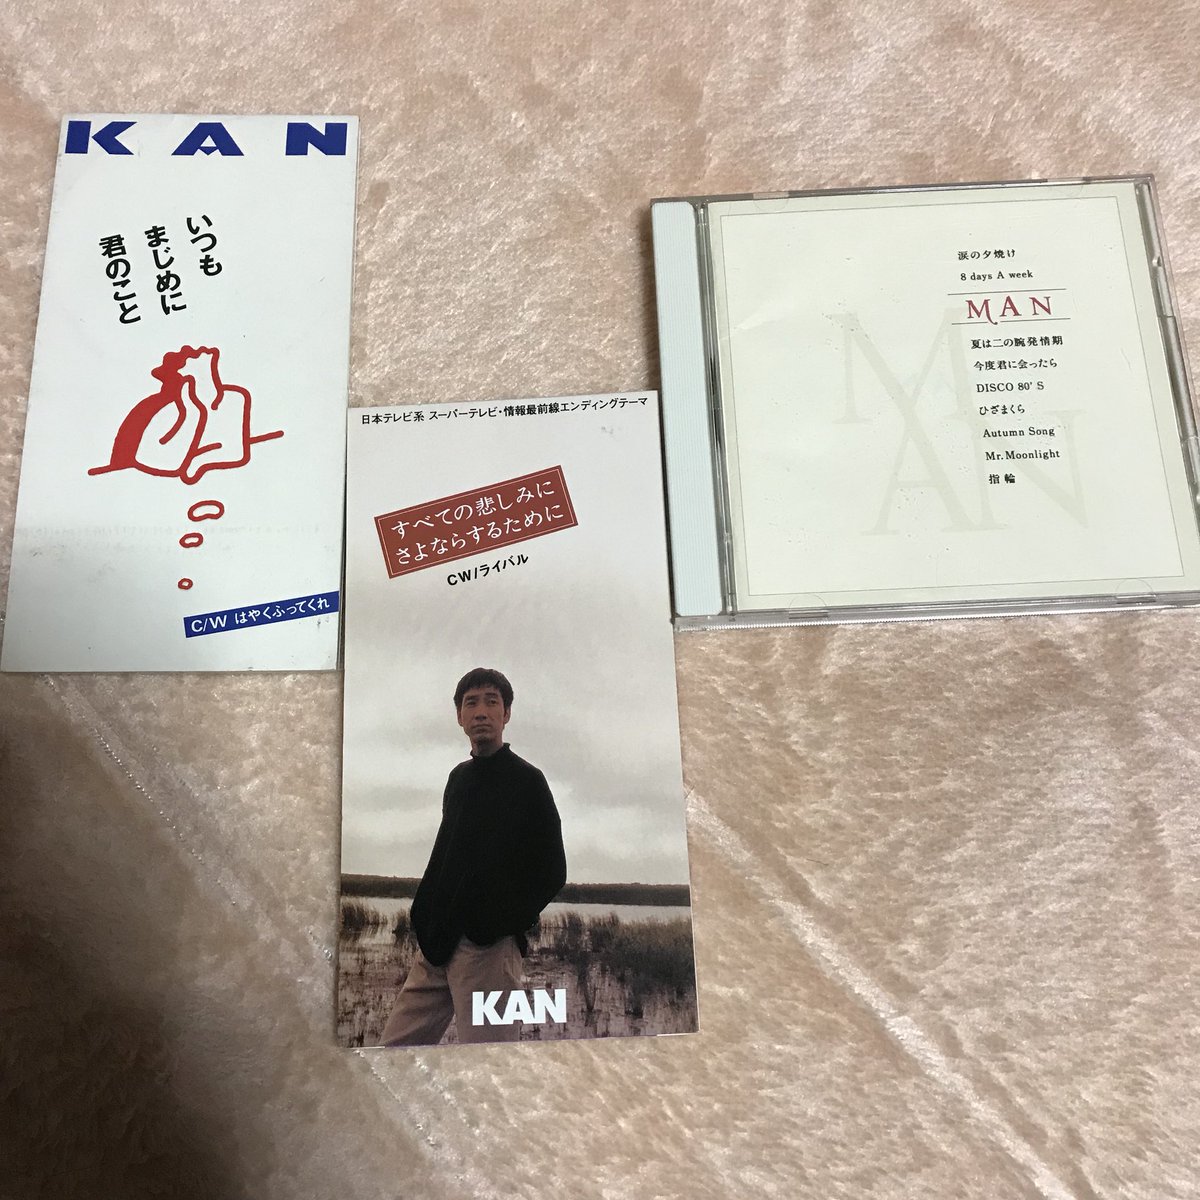 KAN
いつも
まじめに
君のこと
C/W はやくふってくれ
日本テレビ系 スーパーテレビ・情報最前線エンディングテーマ
すべての悲しみに
さよならするために
CW/ライバル
KAN
涙の夕焼け
8 days A week
MAN
夏は二の腕発情期
今度君に会ったら
DISCO 80' S
ひざまくら
Autumn Song
Mr. Moonlight
指輪
MAN